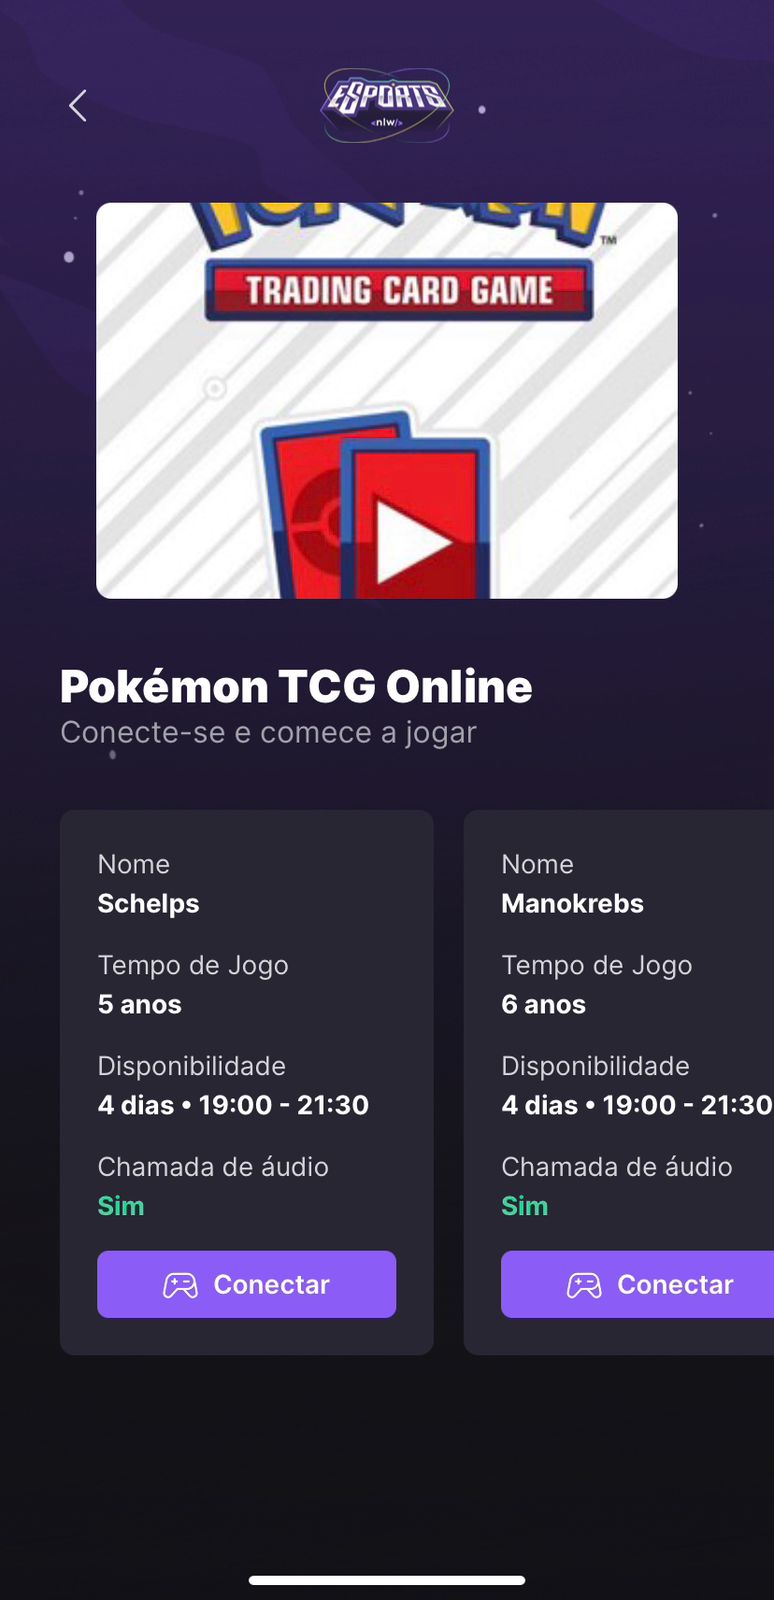 ESPORTS
<nlw/>
POKéMON
TM
TRADING CARD GAME
Pokémon TCG Online
Conecte-se e comece a jogar
Nome
Schelps
Tempo de Jogo
5 anos
Disponibilidade
4 dias • 19:00 - 21:30
Chamada de áudio
Sim
Conectar
Nome
Manokrebs
Tempo de Jogo
6 anos
Disponibilidade
4 dias • 19:00 - 21:30
Chamada de áudio
Sim
Conectar